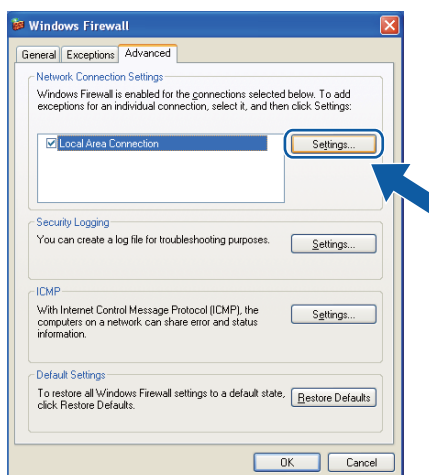 Windows Firewall
General Exceptions Advanced
Network Connection Settings
Windows Firewall is enabled for the connections selected below. To add
exceptions for an individual connection, select it, and then click Settings:
Local Area Connection
Settings...
Security Logging
You can create a log file for troubleshooting purposes.
Settings...
ICMP
With Internet Control Message Protocol (ICMP), the
computers on a network can share error and status
information.
Settings...
Default Settings
To restore all Windows Firewall settings to a default state,
click Restore Defaults.
Restore Defaults
OK Cancel